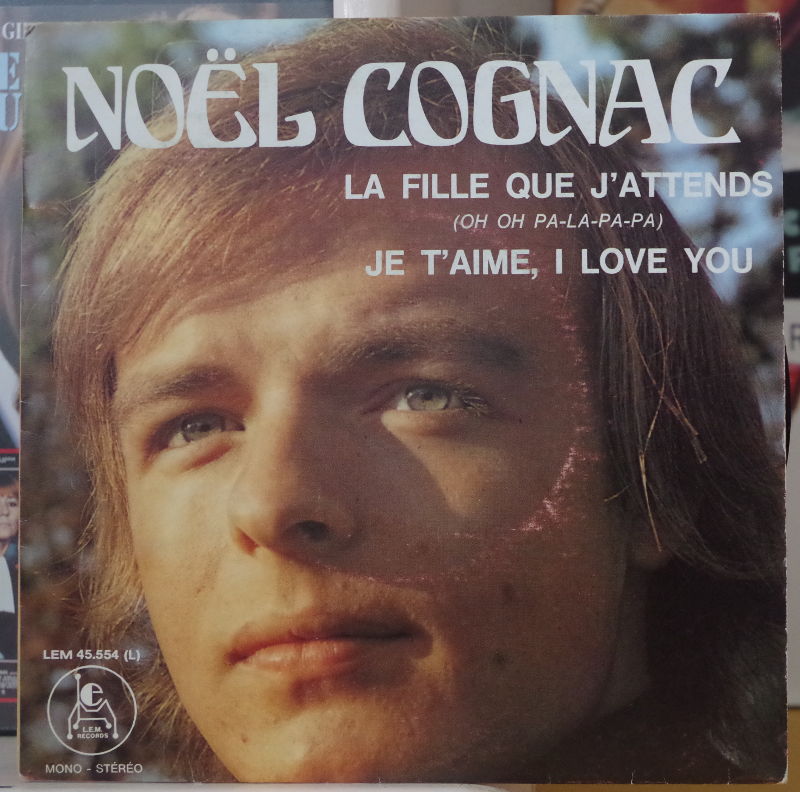 NOËL COGNAC
LA FILLE QUE J'ATTENDS
(OH OH PA-LA-PA-PA)
JE T'AIME, I LOVE YOU
LEM 45.554 (L)
L.E.M.
RECORDS
MONO - STÉRÉO